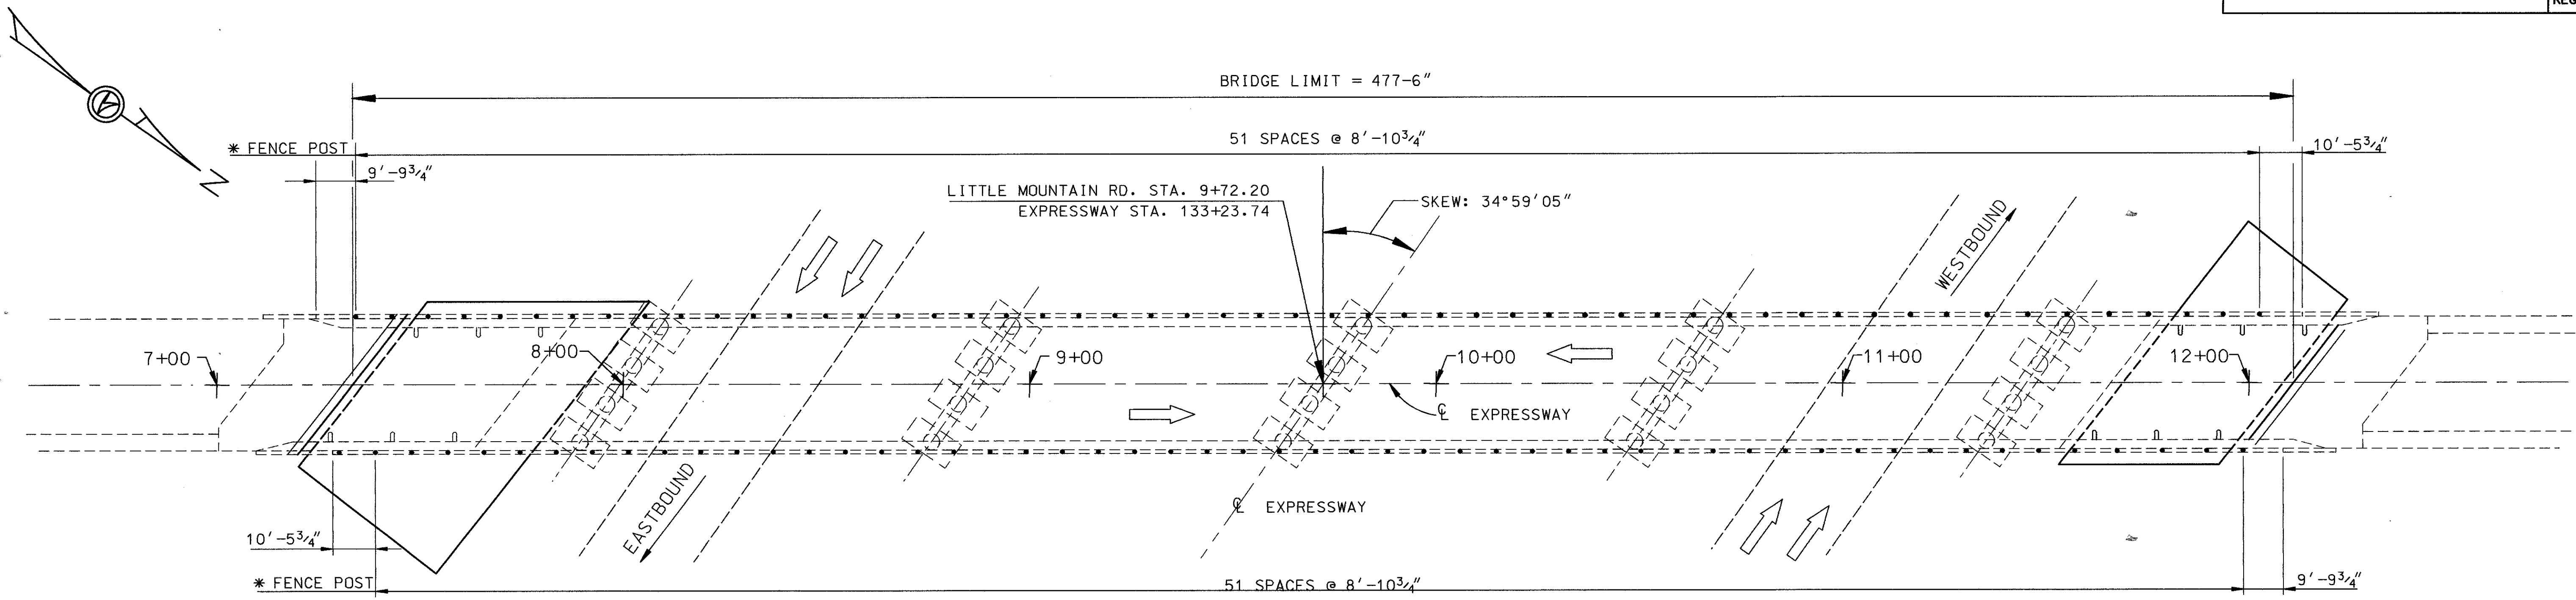 BRIDGE LIMIT = 477-6"
51 SPACES @ 8'-10¾"
* FENCE POST
9'-9¾"
10'-5¾"
N
LITTLE MOUNTAIN RD. STA. 9+72.20
EXPRESSWAY STA. 133+23.74
SKEW: 34°59'05"
WESTBOUND
7+00
8+00
9+00
10+00
11+00
12+00
℄ EXPRESSWAY
℄ EXPRESSWAY
EASTBOUND
10'-5¾"
* FENCE POST
51 SPACES @ 8'-10¾"
9'-9¾"